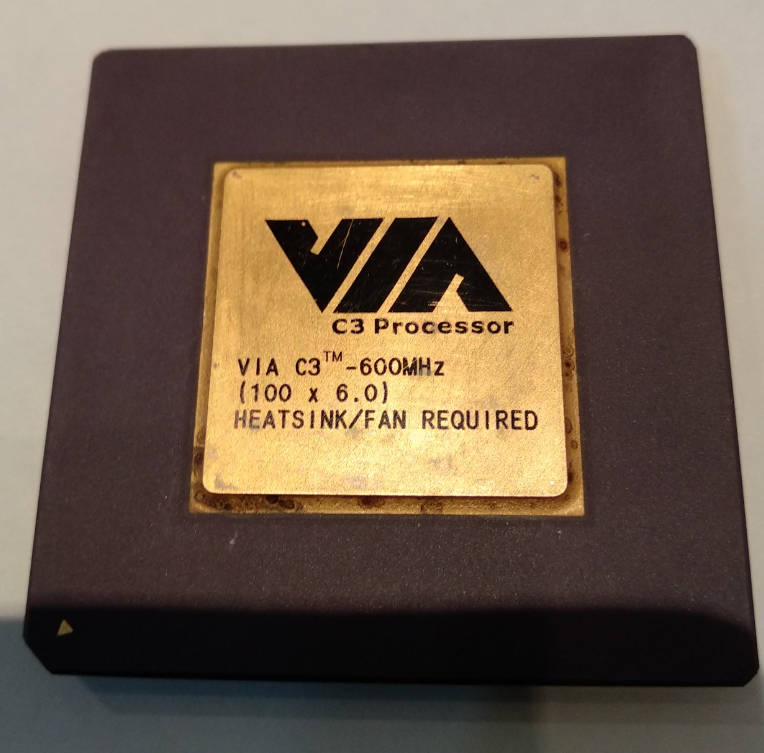 VIA
C3 Processor
VIA C3™-600MHz
(100 x 6.0)
HEATSINK/FAN REQUIRED